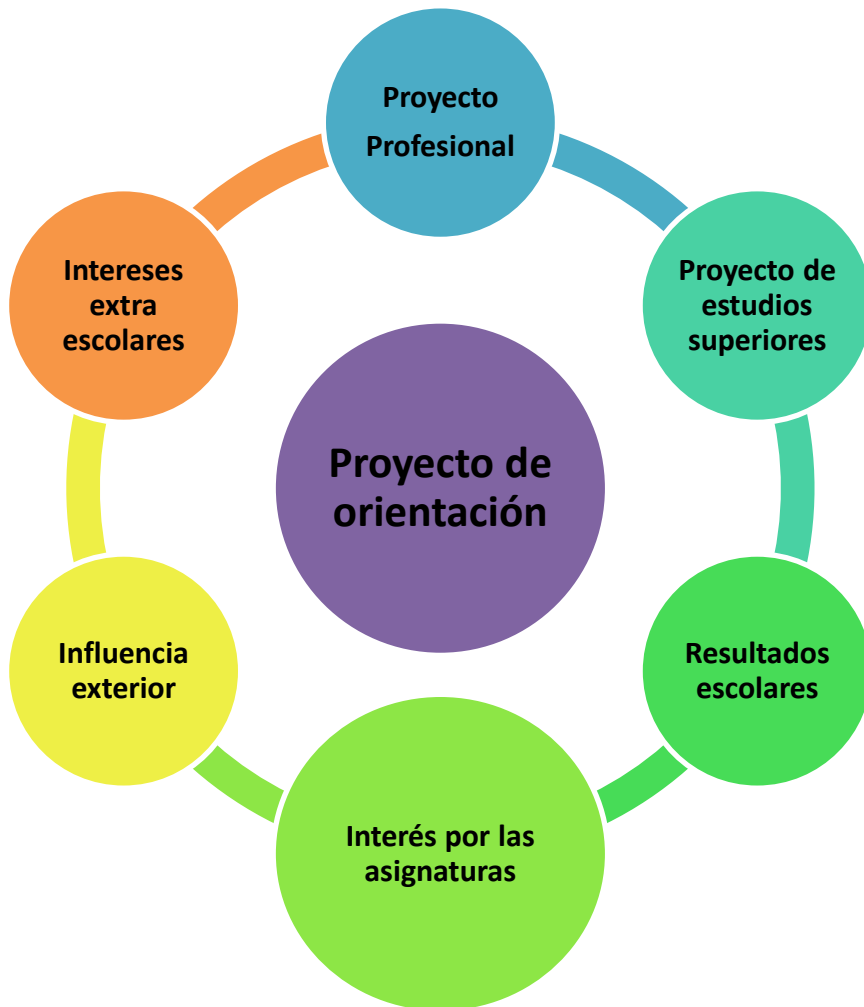 Proyecto
Profesional
Proyecto de
estudios
superiores
Resultados
escolares
Interés por las
asignaturas
Influencia
exterior
Intereses
extra
escolares
Proyecto de
orientación